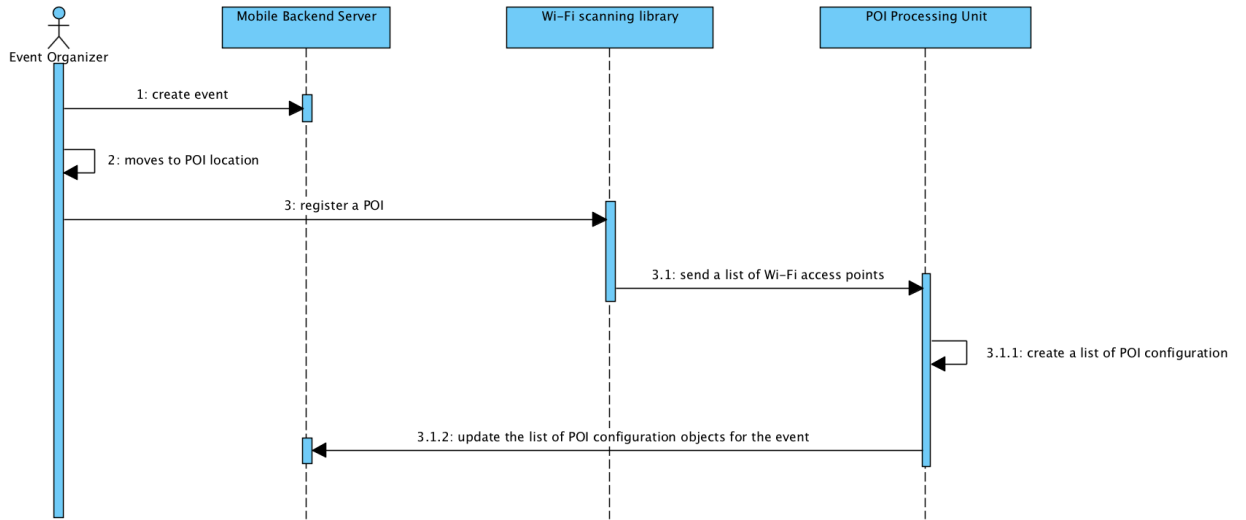 Mobile Backend Server
Wi-Fi scanning library
POI Processing Unit
Event Organizer
1: create event
2: moves to POI location
3: register a POI
3.1: send a list of Wi-Fi access points
3.1.1: create a list of POI configuration
3.1.2: update the list of POI configuration objects for the event